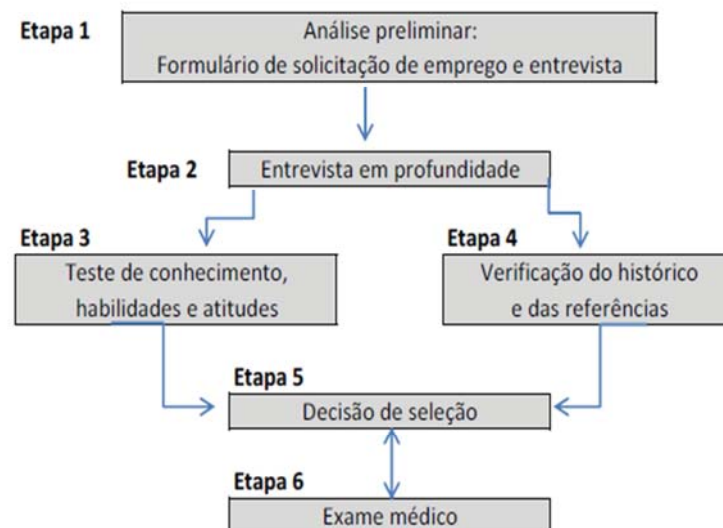 Etapa 1
Análise preliminar:
Formulário de solicitação de emprego e entrevista
Etapa 2
Entrevista em profundidade
Etapa 3
Teste de conhecimento,
habilidades e atitudes
Etapa 4
Verificação do histórico
e das referências
Etapa 5
Decisão de seleção
Etapa 6
Exame médico